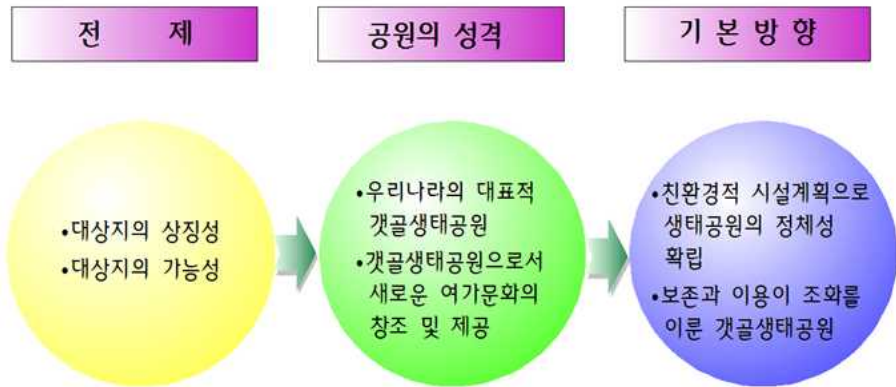 전 제
공원의 성격
기 본 방 향
•대상지의 상징성
•대상지의 가능성
•우리나라의 대표적
갯골생태공원
•갯골생태공원으로서
새로운 여가문화의
창조 및 제공
•친환경적 시설계획으로
생태공원의 정체성
확립
•보존과 이용이 조화를
이룬 갯골생태공원